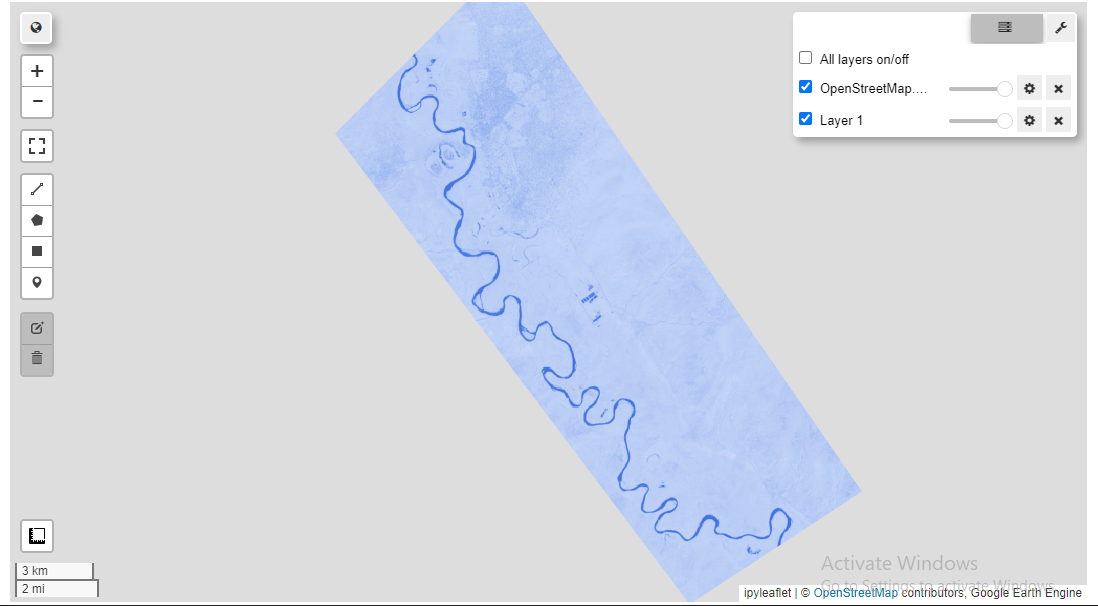 +
All layers on/off
−
OpenStreetMap....
Layer 1
3 km
2 mi
Activate Windows
Go to Settings to activate Windows.
ipyleaflet | © OpenStreetMap contributors, Google Earth Engine